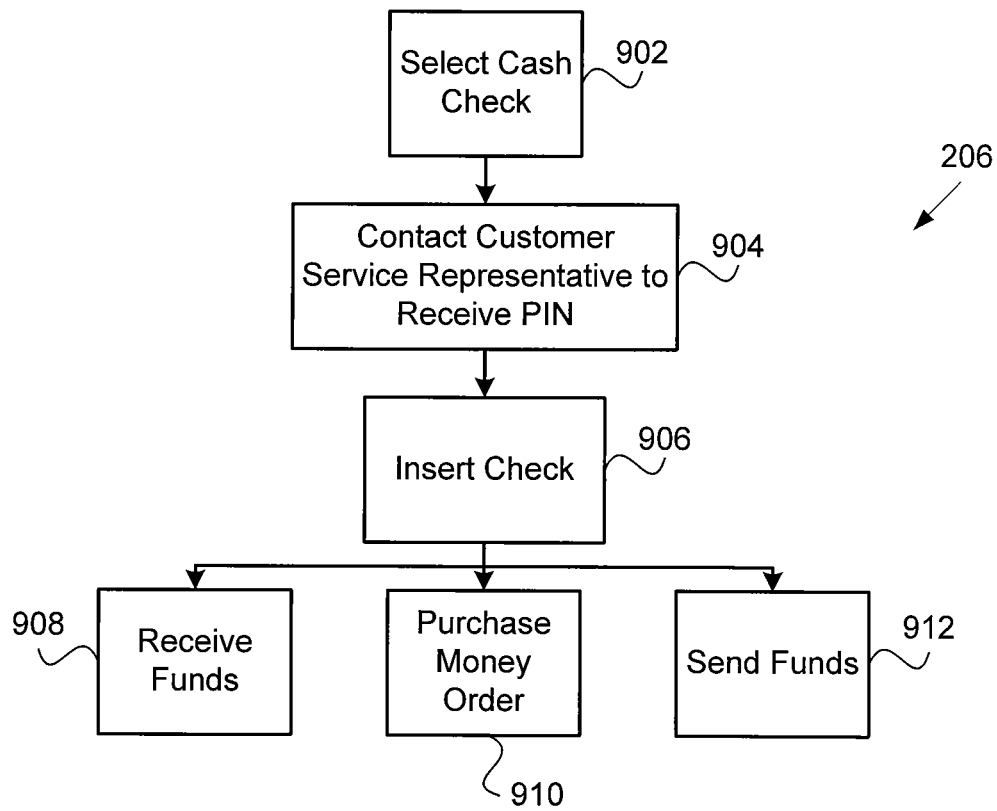 Select Cash
Check
902
206
Contact Customer
Service Representative to
Receive PIN
904
Insert Check
906
908
Receive
Funds
Purchase
Money
Order
910
Send Funds
912